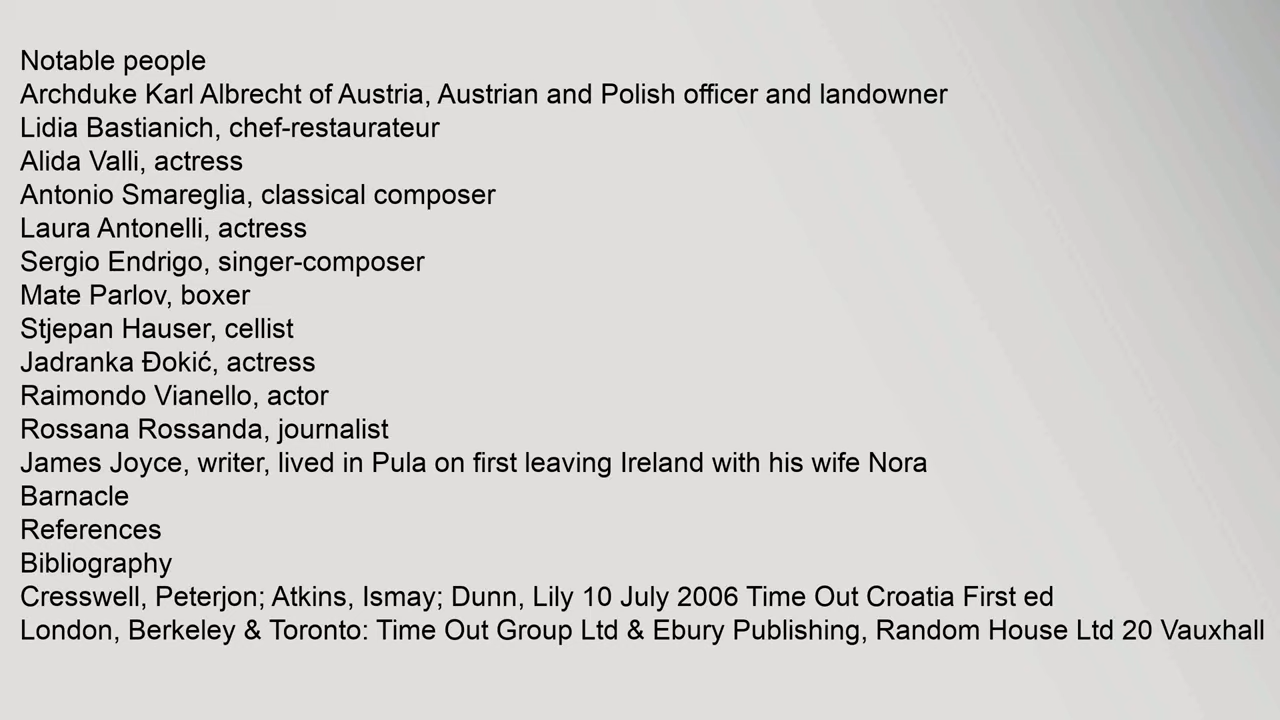 Notable people
Archduke Karl Albrecht of Austria, Austrian and Polish officer and landowner
Lidia Bastianich, chef-restaurateur
Alida Valli, actress
Antonio Smareglia, classical composer
Laura Antonelli, actress
Sergio Endrigo, singer-composer
Mate Parlov, boxer
Stjepan Hauser, cellist
Jadranka Đokić, actress
Raimondo Vianello, actor
Rossana Rossanda, journalist
James Joyce, writer, lived in Pula on first leaving Ireland with his wife Nora
Barnacle
References
Bibliography
Cresswell, Peterjon; Atkins, Ismay; Dunn, Lily 10 July 2006 Time Out Croatia First ed
London, Berkeley & Toronto: Time Out Group Ltd & Ebury Publishing, Random House Ltd 20 Vauxhall